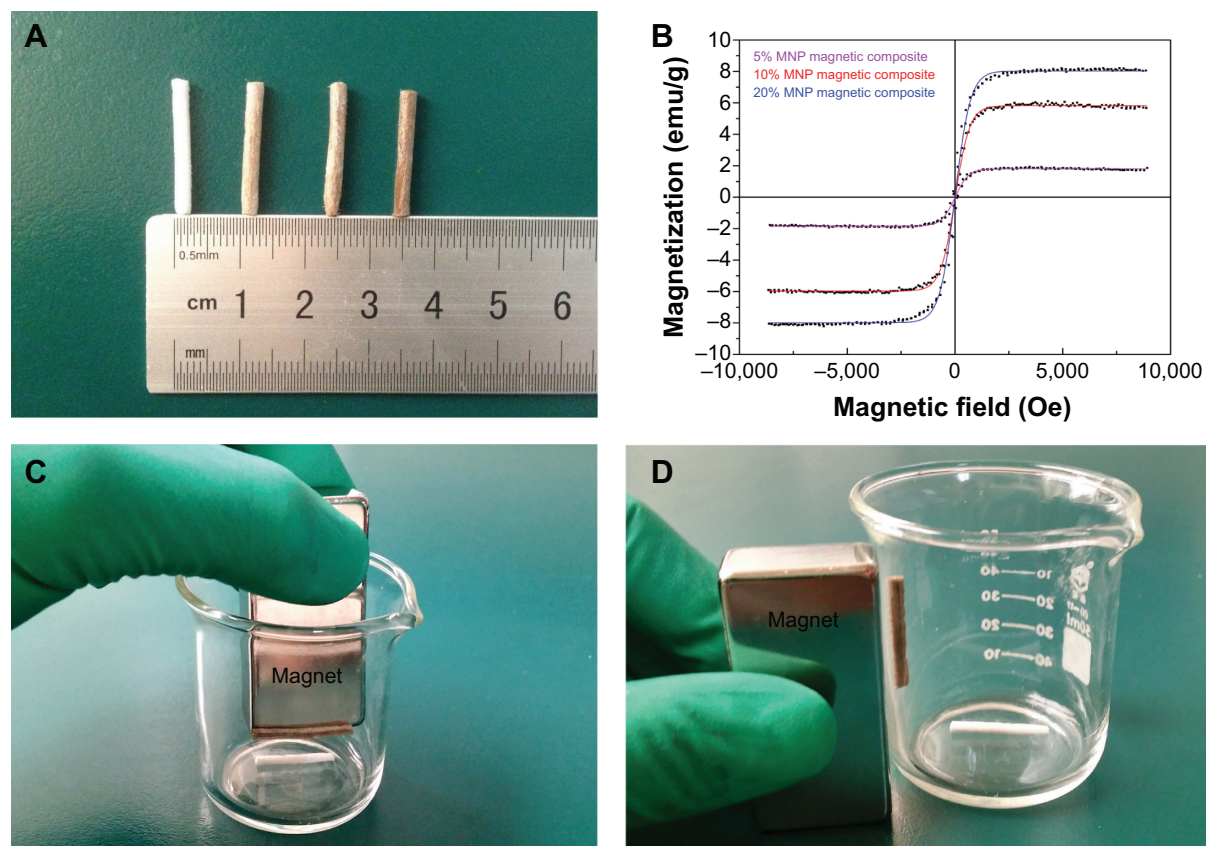 A
0.5mm
cm 1 2 3 4 5 6
mm
B
10
8
6
4
2
0
–2
–4
–6
–8
–10
Magnetization (emu/g)
5% MNP magnetic composite
10% MNP magnetic composite
20% MNP magnetic composite
–10,000 –5,000 0 5,000 10,000
Magnetic field (Oe)
C
Magnet
D
Magnet
40 10
30 20
20 30
10 40
50ml